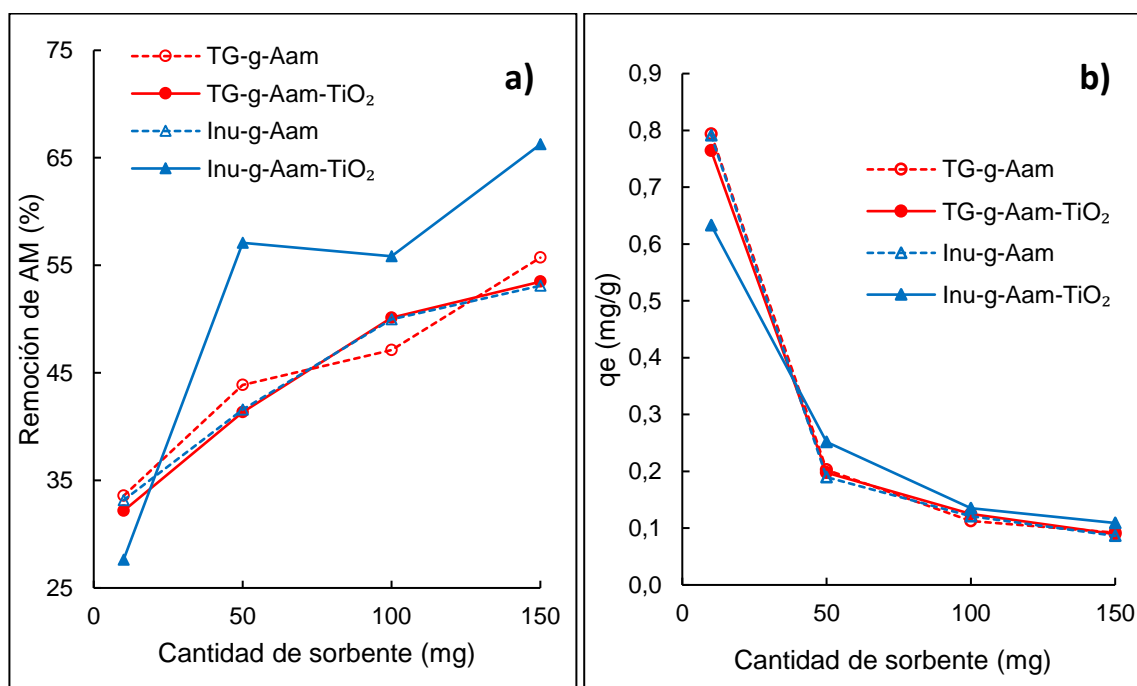 a)
Remoción de AM (%)
75
65
55
45
35
25
TG-g-Aam
TG-g-Aam-TiO₂
Inu-g-Aam
Inu-g-Aam-TiO₂
0
50
100
150
Cantidad de sorbente (mg)
b)
qe (mg/g)
0,9
0,8
0,7
0,6
0,5
0,4
0,3
0,2
0,1
0,0
TG-g-Aam
TG-g-Aam-TiO₂
Inu-g-Aam
Inu-g-Aam-TiO₂
0
50
100
150
Cantidad de sorbente (mg)